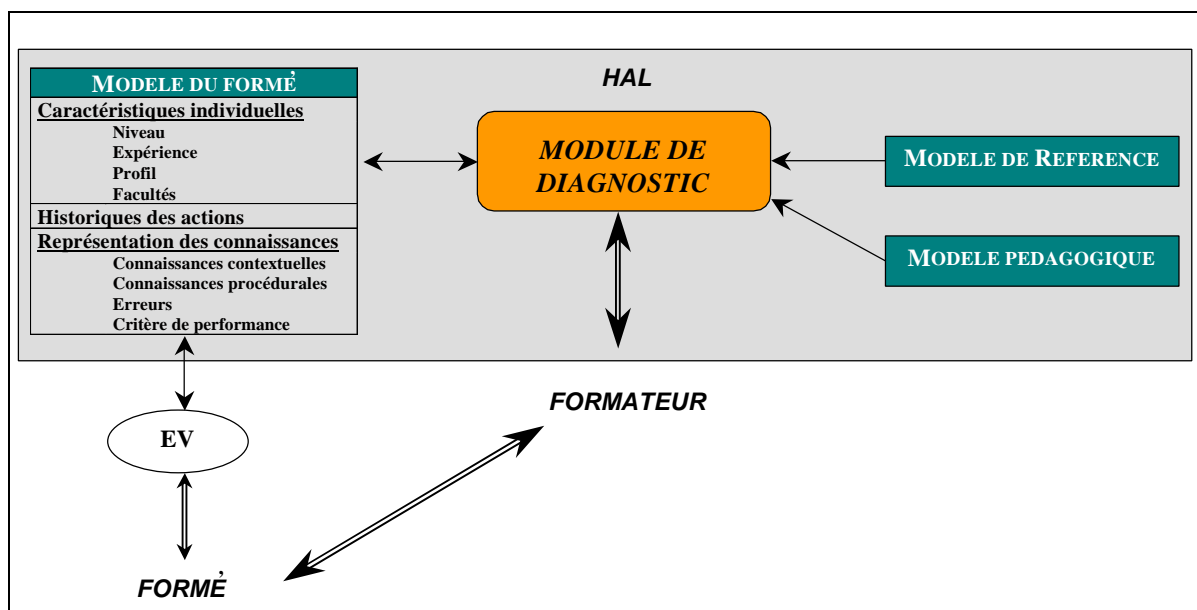 HAL
MODELE DU FORMÉ
Caractéristiques individuelles
Niveau
Expérience
Profil
Facultés
Historiques des actions
Représentation des connaissances
Connaissances contextuelles
Connaissances procédurales
Erreurs
Critère de performance
MODULE DE
DIAGNOSTIC
MODELE DE REFERENCE
MODELE PEDAGOGIQUE
FORMATEUR
EV
FORMÉ